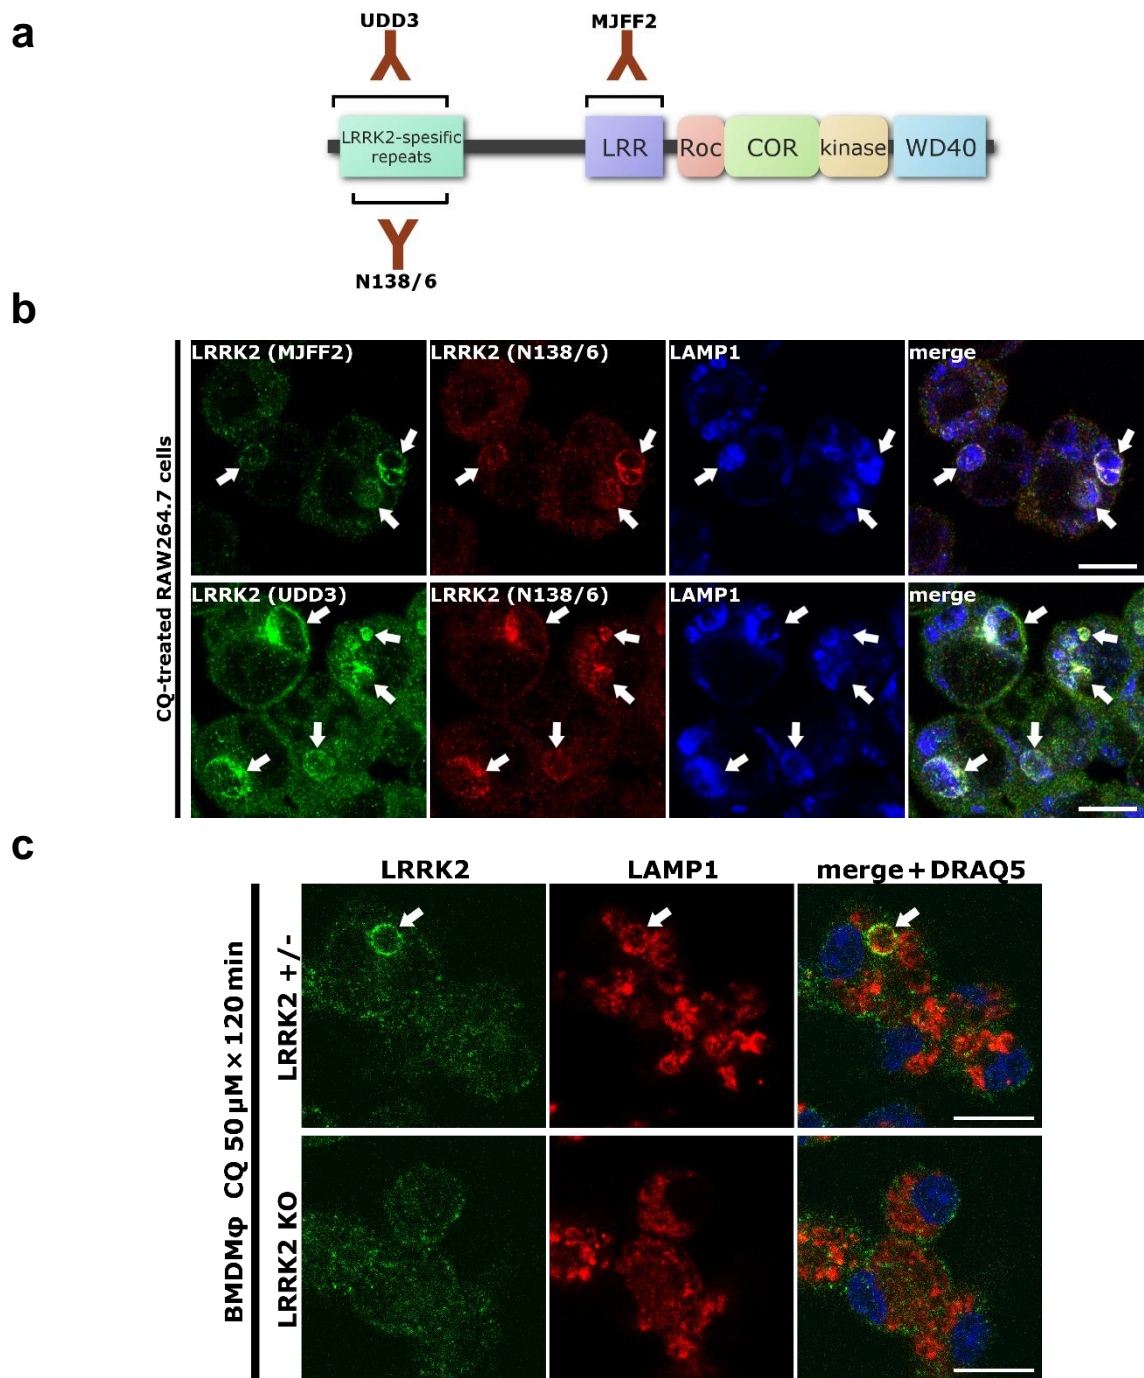 a
UDD3
MJFF2
LRRK2-spesific
repeats
LRR
Roc
COR
kinase
WD40
N138/6
b
CQ-treated RAW264.7 cells
LRRK2 (MJFF2)
LRRK2 (N138/6)
LAMP1
merge
LRRK2 (UDD3)
LRRK2 (N138/6)
LAMP1
merge
c
LRRK2
LAMP1
merge+DRAQ5
BMDMφ CQ 50 μM × 120 min
LRRK2 +/-
LRRK2 KO